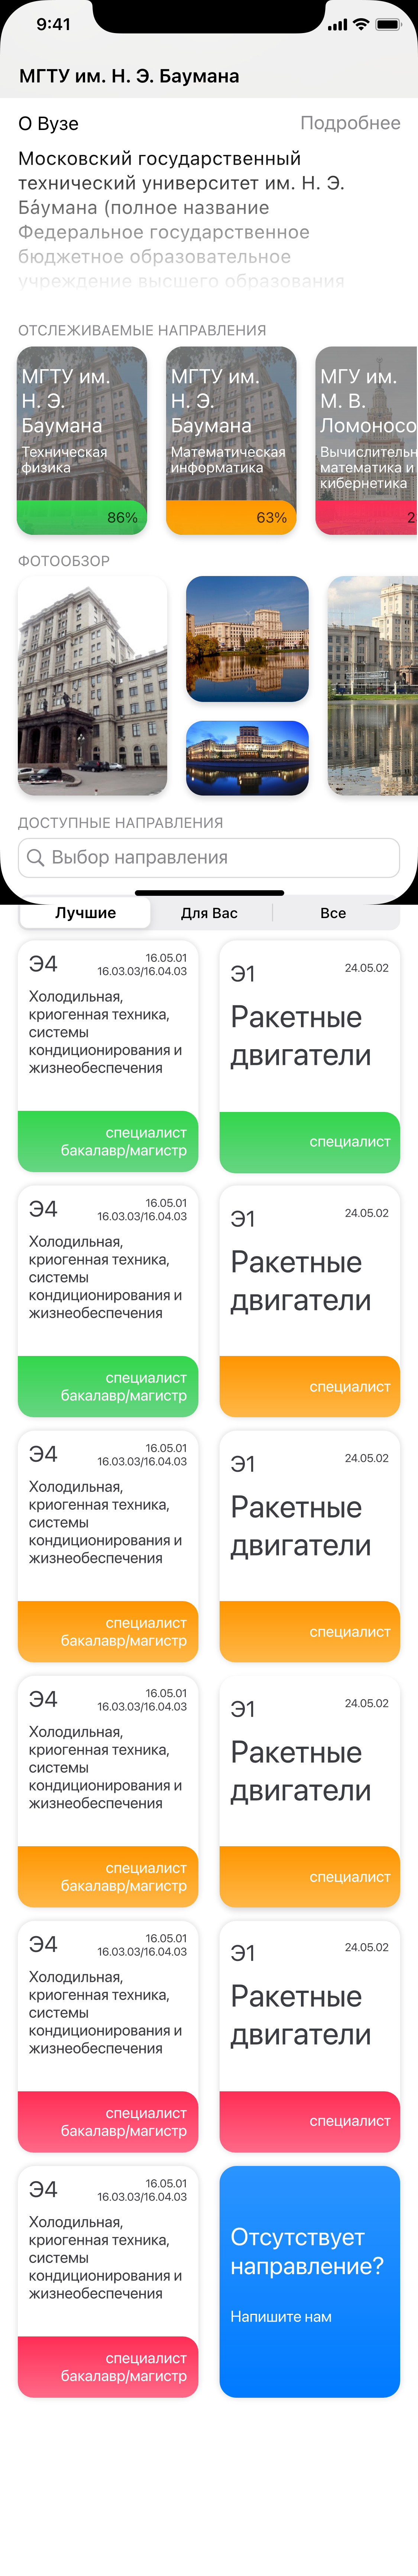 9:41
МГТУ им. Н. Э. Баумана
О Вузе
Подробнее
Московский государственный
технический университет им. Н. Э.
Ба́умана (полное название
Федеральное государственное
бюджетное образовательное
учреждение высшего образования
ОТСЛЕЖИВАЕМЫЕ НАПРАВЛЕНИЯ
МГТУ им.
Н. Э.
Баумана
Техническая
физика
86%
МГТУ им.
Н. Э.
Баумана
Математическая
информатика
63%
МГУ им.
М. В.
Ломоносо
Вычислительн
математика и
кибернетика
2
ФОТООБЗОР
ДОСТУПНЫЕ НАПРАВЛЕНИЯ
Выбор направления
Лучшие
Для Вас
Все
Э4
16.05.01
16.03.03/16.04.03
Холодильная,
криогенная техника,
системы
кондиционирования и
жизнеобеспечения
специалист
бакалавр/магистр
Э1
24.05.02
Ракетные
двигатели
специалист
Э4
16.05.01
16.03.03/16.04.03
Холодильная,
криогенная техника,
системы
кондиционирования и
жизнеобеспечения
специалист
бакалавр/магистр
Э1
24.05.02
Ракетные
двигатели
специалист
Э4
16.05.01
16.03.03/16.04.03
Холодильная,
криогенная техника,
системы
кондиционирования и
жизнеобеспечения
специалист
бакалавр/магистр
Э1
24.05.02
Ракетные
двигатели
специалист
Э4
16.05.01
16.03.03/16.04.03
Холодильная,
криогенная техника,
системы
кондиционирования и
жизнеобеспечения
специалист
бакалавр/магистр
Э1
24.05.02
Ракетные
двигатели
специалист
Э4
16.05.01
16.03.03/16.04.03
Холодильная,
криогенная техника,
системы
кондиционирования и
жизнеобеспечения
специалист
бакалавр/магистр
Э1
24.05.02
Ракетные
двигатели
специалист
Э4
16.05.01
16.03.03/16.04.03
Холодильная,
криогенная техника,
системы
кондиционирования и
жизнеобеспечения
специалист
бакалавр/магистр
Отсутствует
направление?
Напишите нам